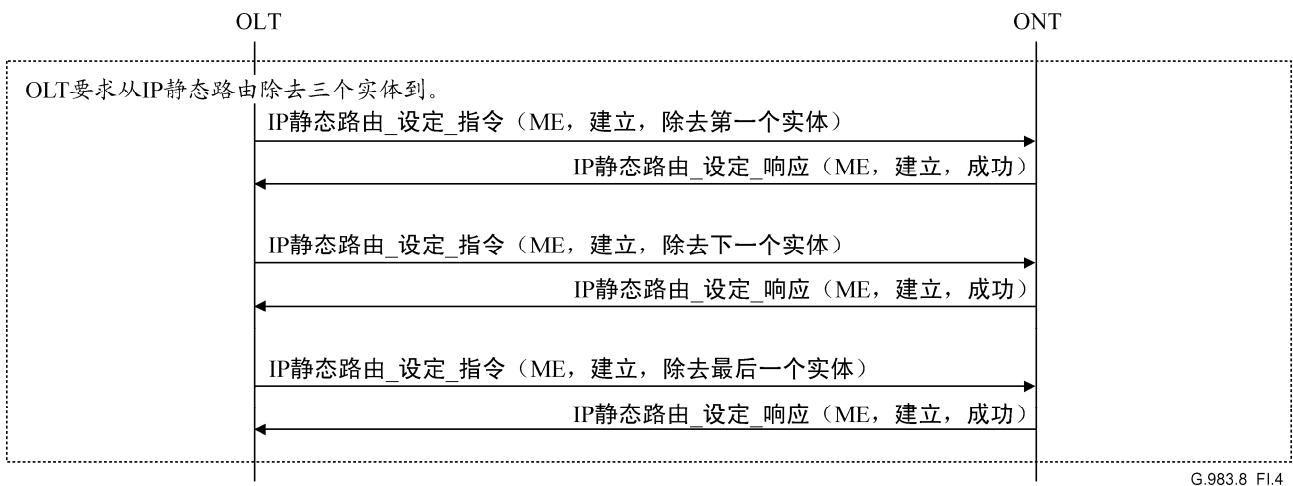 OLT
ONT
OLT要求从IP静态路由除去三个实体到。
IP静态路由_设定_指令（ME，建立，除去第一个实体）
IP静态路由_设定_响应（ME，建立，成功）
IP静态路由_设定_指令（ME，建立，除去下一个实体）
IP静态路由_设定_响应（ME，建立，成功）
IP静态路由_设定_指令（ME，建立，除去最后一个实体）
IP静态路由_设定_响应（ME，建立，成功）
G.983.8 FI.4